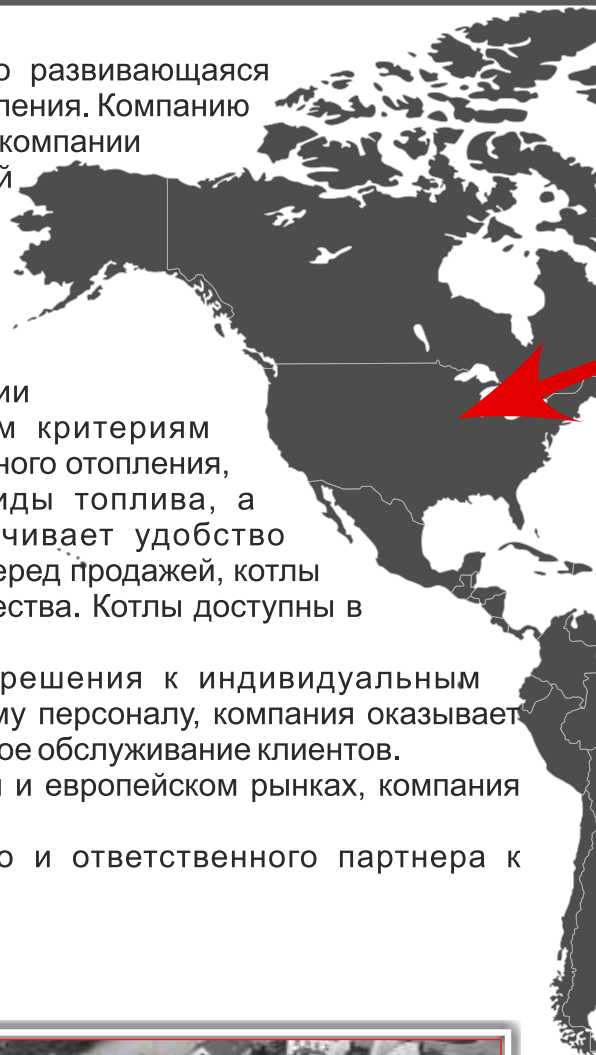 о развивающаяся
ления. Компанию
компании
й
ии
м критериям
ного отопления,
иды топлива, а
чивает удобство
еред продажей, котлы
ества. Котлы доступны в
решения к индивидуальным
му персоналу, компания оказывает
ое обслуживание клиентов.
и европейском рынках, компания
о и ответственного партнера к